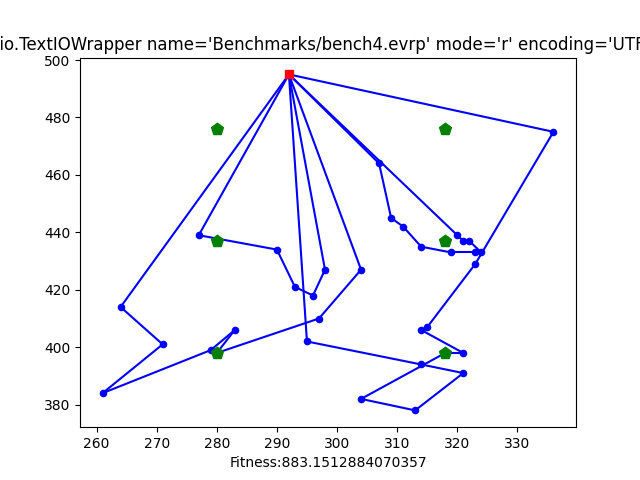 io.TextIOWrapper name='Benchmarks/bench4.evrp' mode='r' encoding='UTF
500
480
460
440
420
400
380
260 270 280 290 300 310 320 330
Fitness:883.1512884070357